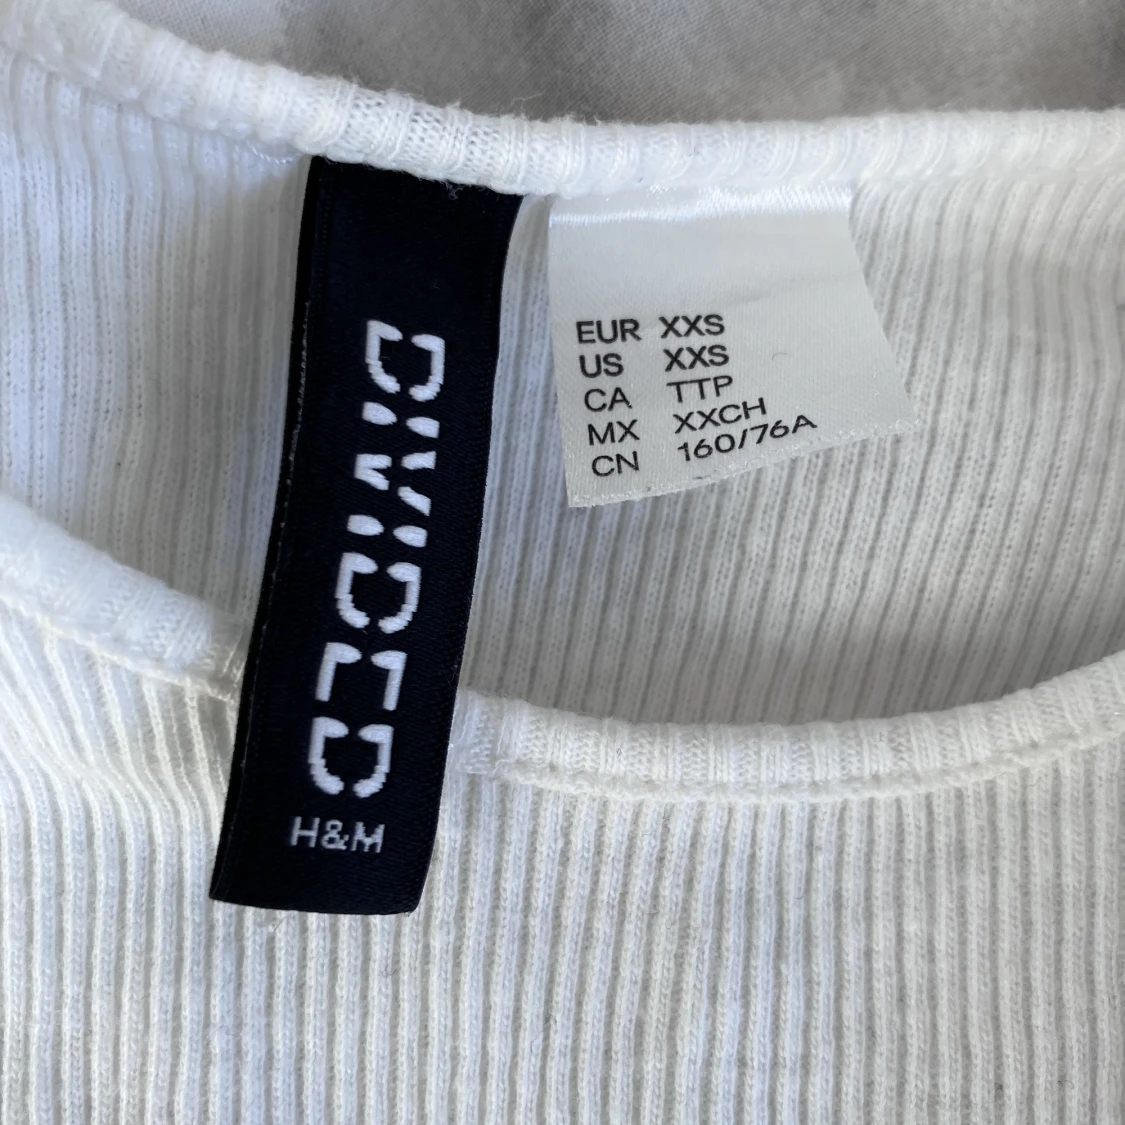 DIVIDED
H&M
EUR XXS
US XXS
CA TTP
MX XXCH
CN 160/76A